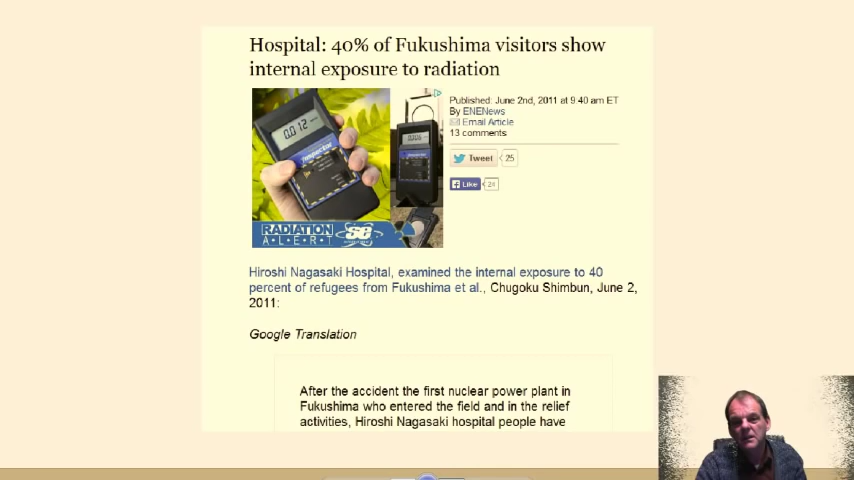 Hospital: 40% of Fukushima visitors show
internal exposure to radiation
Published: June 2nd, 2011 at 9:40 am ET
By ENENews
Email Article
13 comments
Tweet 25
Like 24
0.012
Inspector
RADIATION
ALERT
se
Hiroshi Nagasaki Hospital, examined the internal exposure to 40
percent of refugees from Fukushima et al., Chugoku Shimbun, June 2,
2011:
Google Translation
After the accident the first nuclear power plant in
Fukushima who entered the field and in the relief
activities, Hiroshi Nagasaki hospital people have